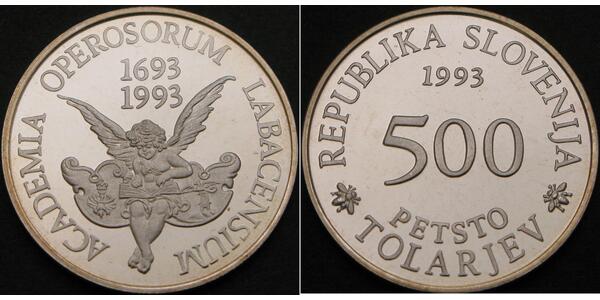 ACADEMIA OPEROSORUM LABACENSIUM
1693
1993
REPUBLIKA SLOVENIJA
1993
500
PETSTO
TOLARJEV